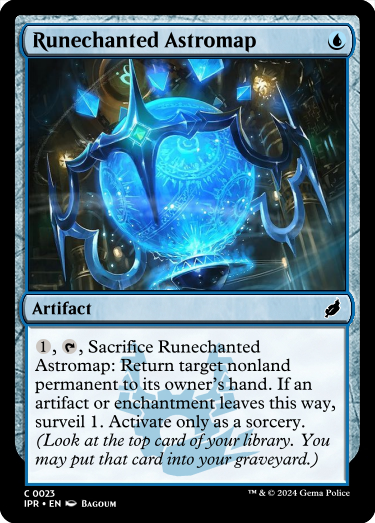 Runechanted Astromap
Artifact
1, , Sacrifice Runechanted
Astromap: Return target nonland
permanent to its owner's hand. If an
artifact or enchantment leaves this way,
surveil 1. Activate only as a sorcery.
(Look at the top card of your library. You
may put that card into your graveyard.)
C 0023
IPR • EN Bagoum
™ & © 2024 Gema Police